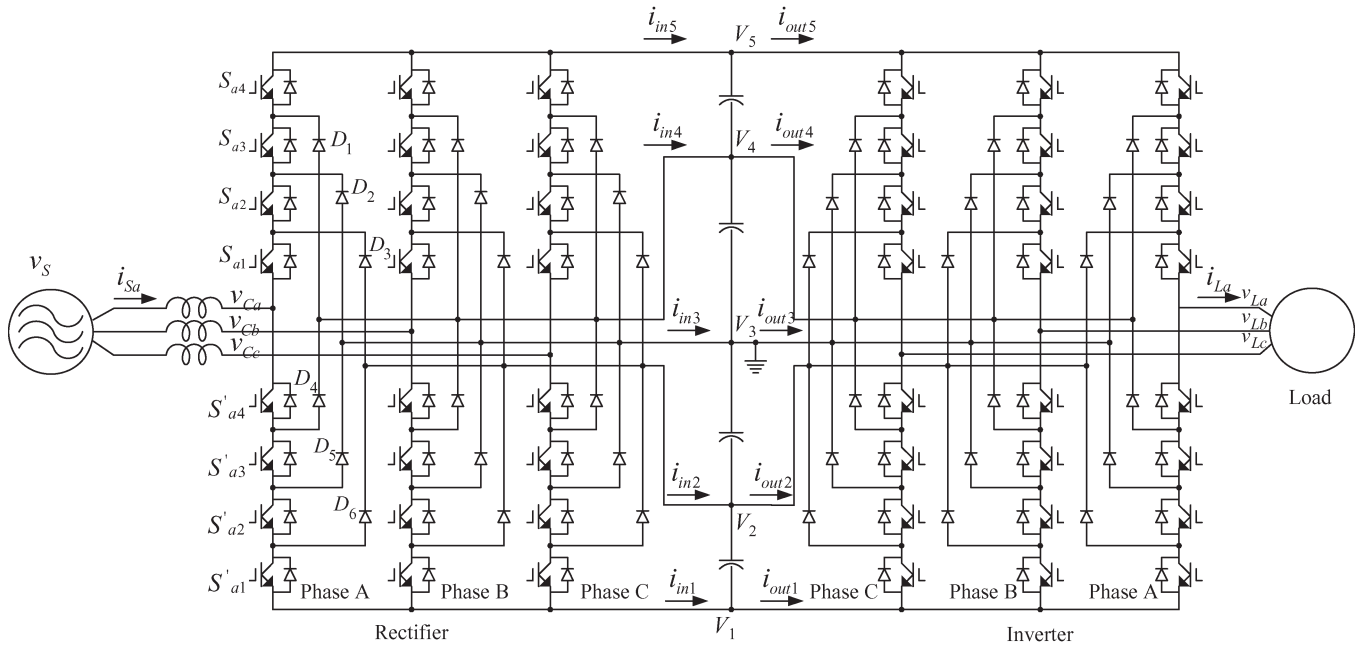 i_in5 V_5 i_out5
S_a4
S_a3 D_1 i_in4 V_4 i_out4
S_a2 D_2
S_a1 D_3
v_S
i_Sa v_Ca i_La v_La
v_Cb i_in3 V_3 i_out3 v_Lb
v_Cc v_Lc
D_4 Load
S'_a4
S'_a3 D_5
i_in2 i_out2
S'_a2 D_6 V_2
S'_a1 Phase A Phase B Phase C i_in1 i_out1 Phase C Phase B Phase A
V_1
Rectifier Inverter